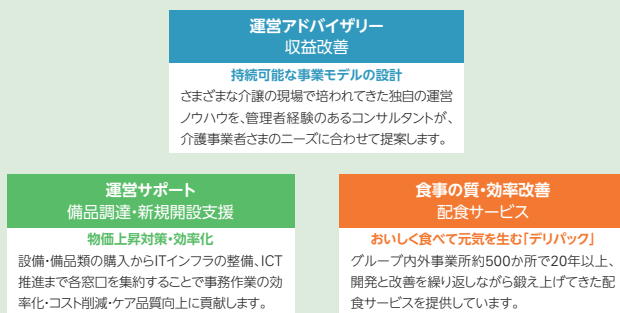 運営アドバイザリー
収益改善
持続可能な事業モデルの設計
さまざまな介護の現場で培われてきた独自の運営
ノウハウを、管理者経験のあるコンサルタントが、
介護事業者さまのニーズに合わせて提案します。
運営サポート
備品調達・新規開設支援
物価上昇対策・効率化
設備・備品類の購入からITインフラの整備、ICT
推進まで各窓口を集約することで事務作業の効
率化・コスト削減・ケア品質向上に貢献します。
食事の質・効率改善
配食サービス
おいしく食べて元気を生む「デリパック」
グループ内外事業所約500か所で20年以上、
開発と改善を繰り返しながら鍛え上げてきた配
食サービスを提供しています。